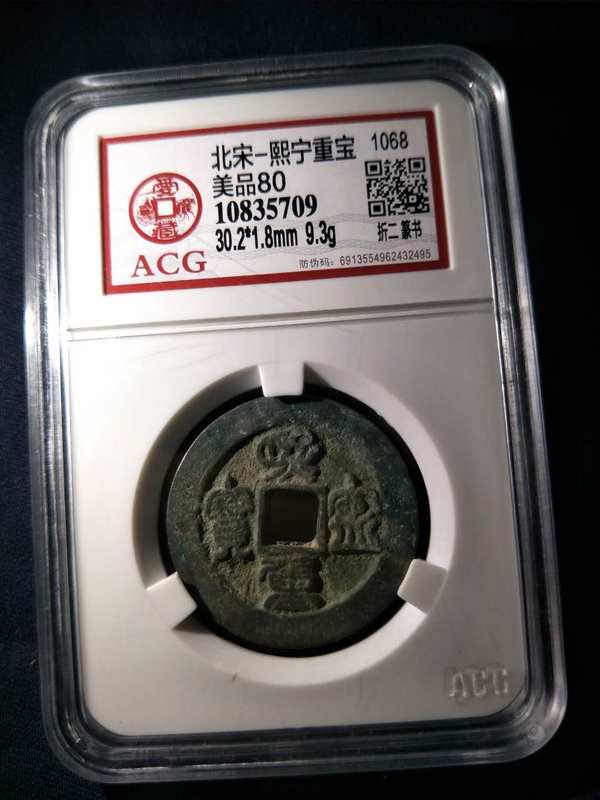 北宋-熙宁重宝 1068
美品80
10835709
30.2*1.8mm 9.3g
折二 篆书
ACG
防伪码: 6913554962432495
熙寧重寶
ACG